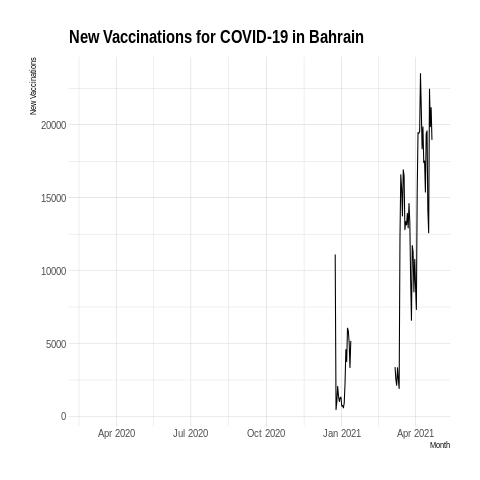 New Vaccinations for COVID-19 in Bahrain
New Vaccinations
20000
15000
10000
5000
0
Apr 2020 Jul 2020 Oct 2020 Jan 2021 Apr 2021
Month